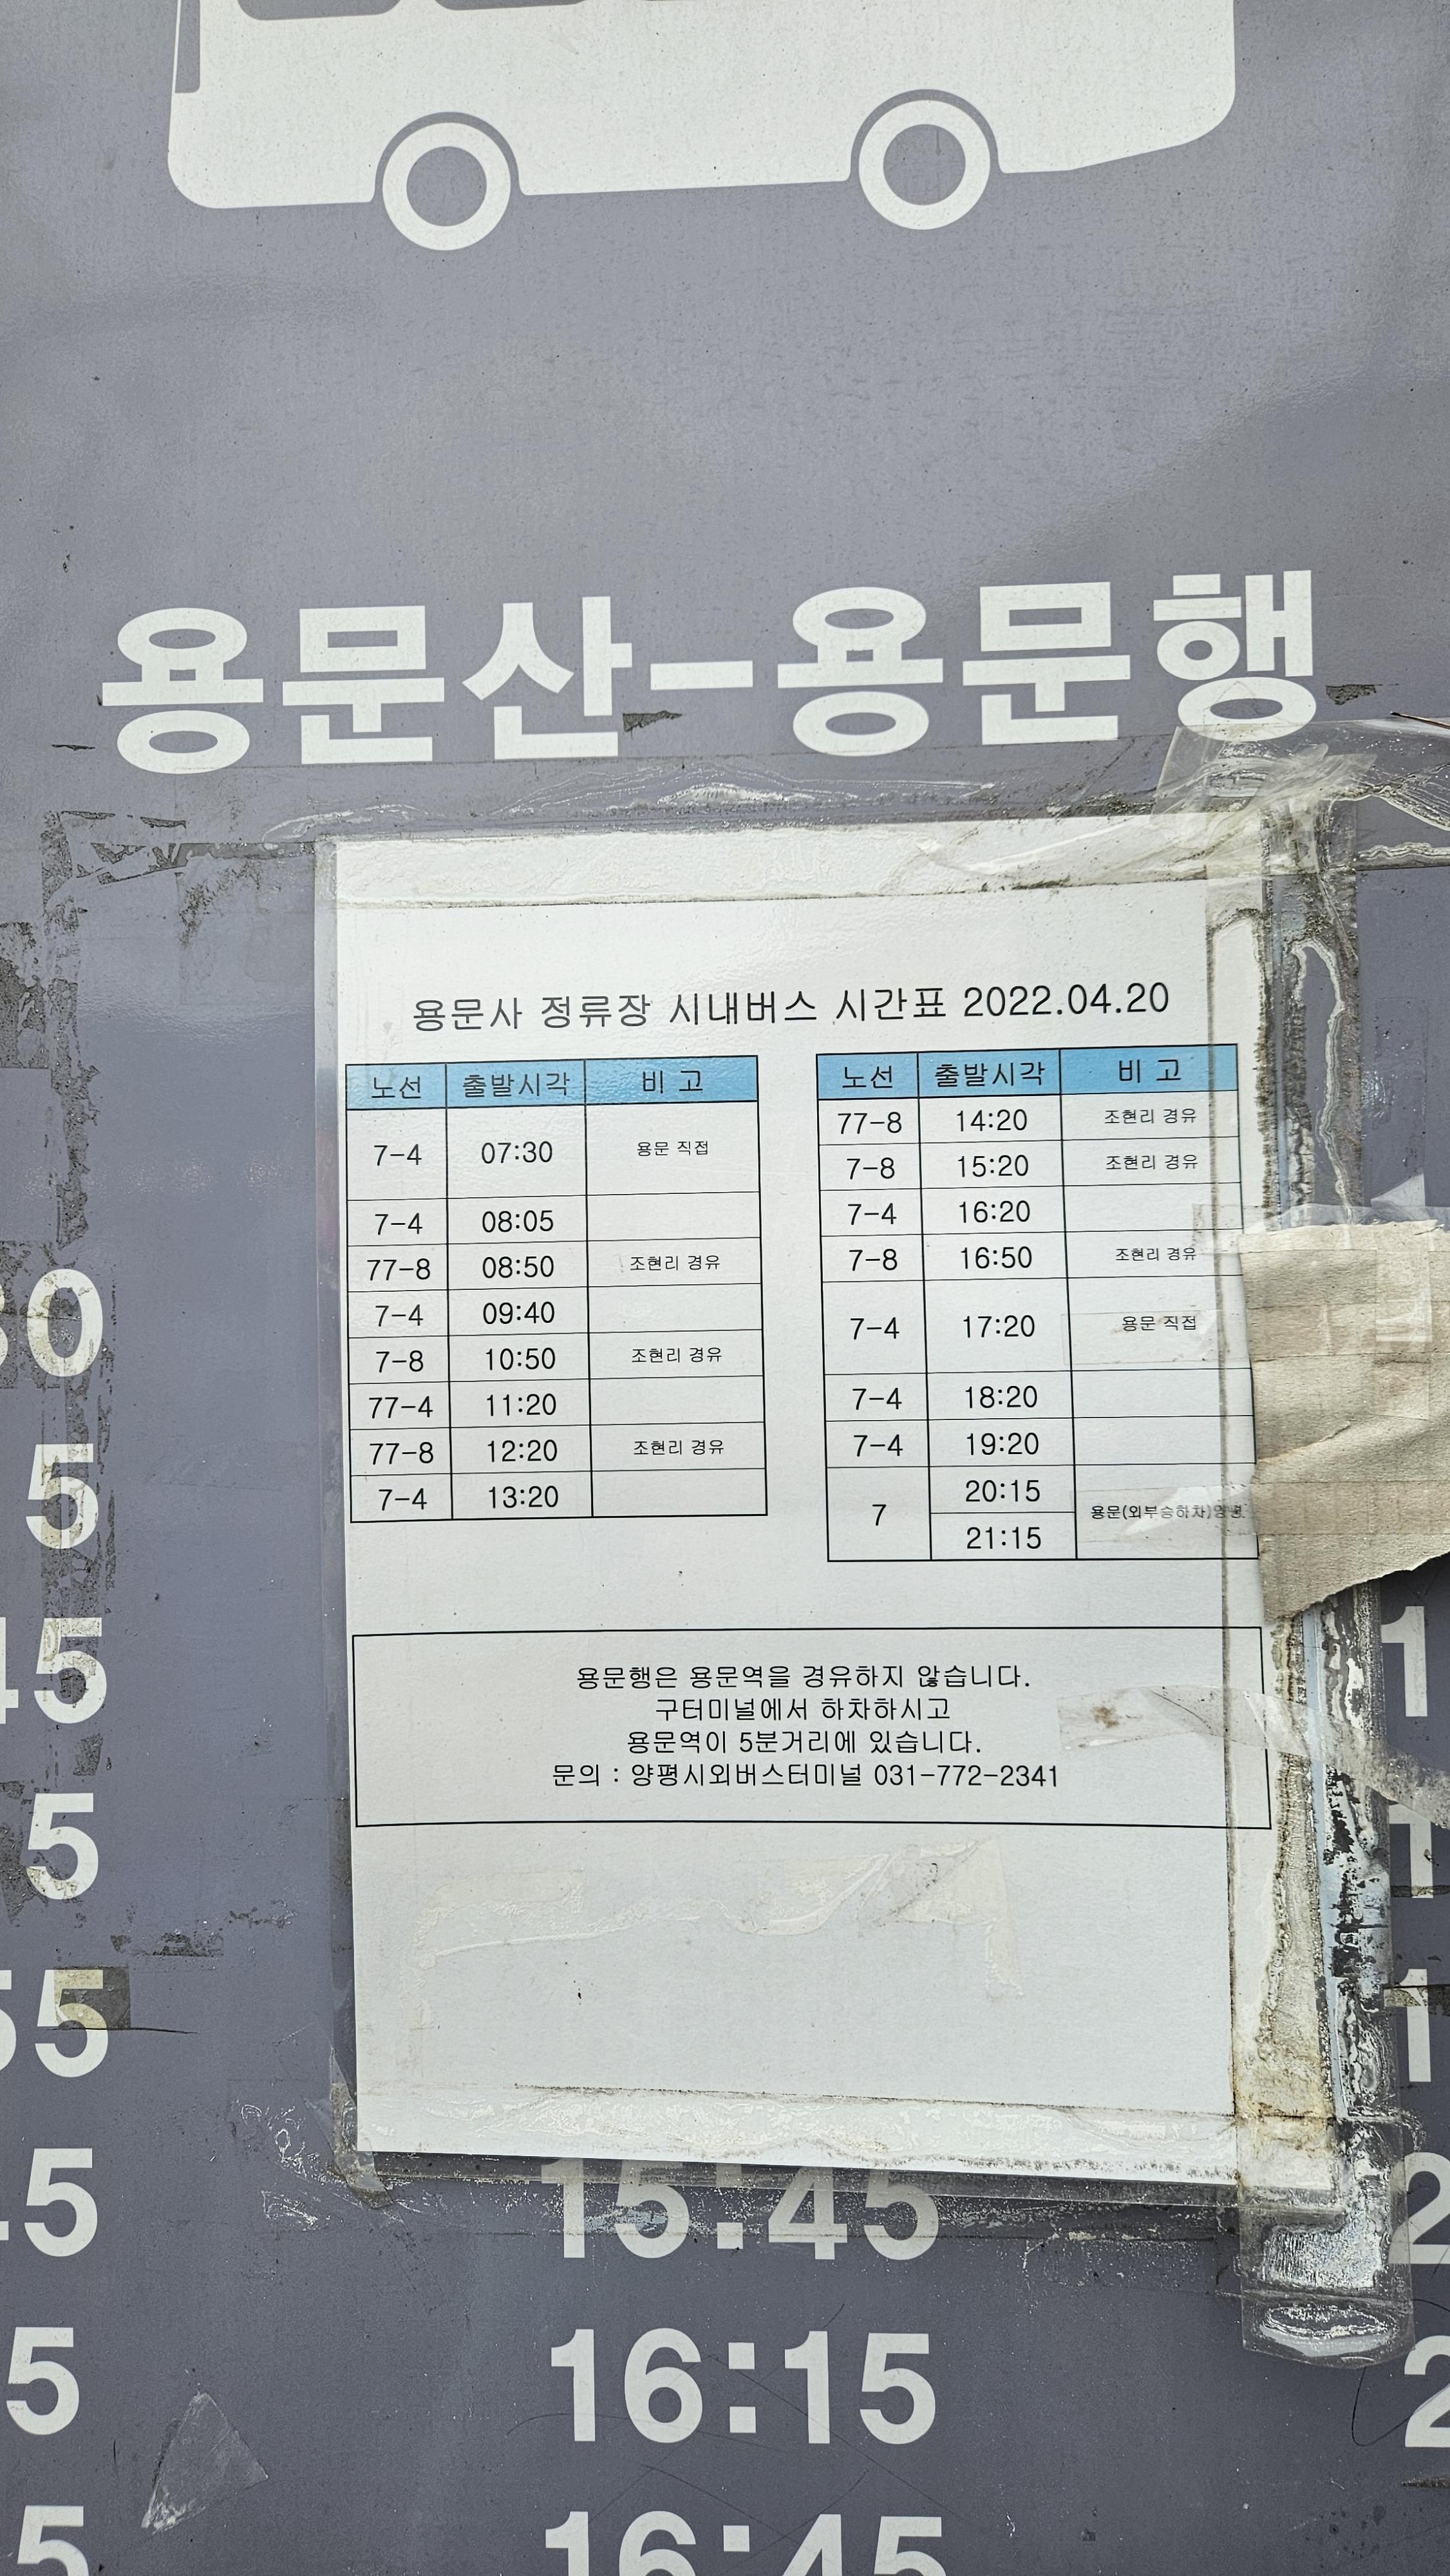 용문산-용문행
용문사 정류장 시내버스 시간표 2022.04.20
노선 출발시각 비 고
7-4 07:30 용문 직접
7-4 08:05
77-8 08:50 조현리 경유
7-4 09:40
7-8 10:50 조현리 경유
77-4 11:20
77-8 12:20 조현리 경유
7-4 13:20
노선 출발시각 비 고
77-8 14:20 조현리 경유
7-8 15:20 조현리 경유
7-4 16:20
7-8 16:50 조현리 경유
7-4 17:20 용문 직접
7-4 18:20
7-4 19:20
7 20:15 용문(외부승하차)
21:15
용문행은 용문역을 경유하지 않습니다.
구터미널에서 하차하시고
용문역이 5분거리에 있습니다.
문의 : 양평시외버스터미널 031-772-2341
15:45
16:15
16:45